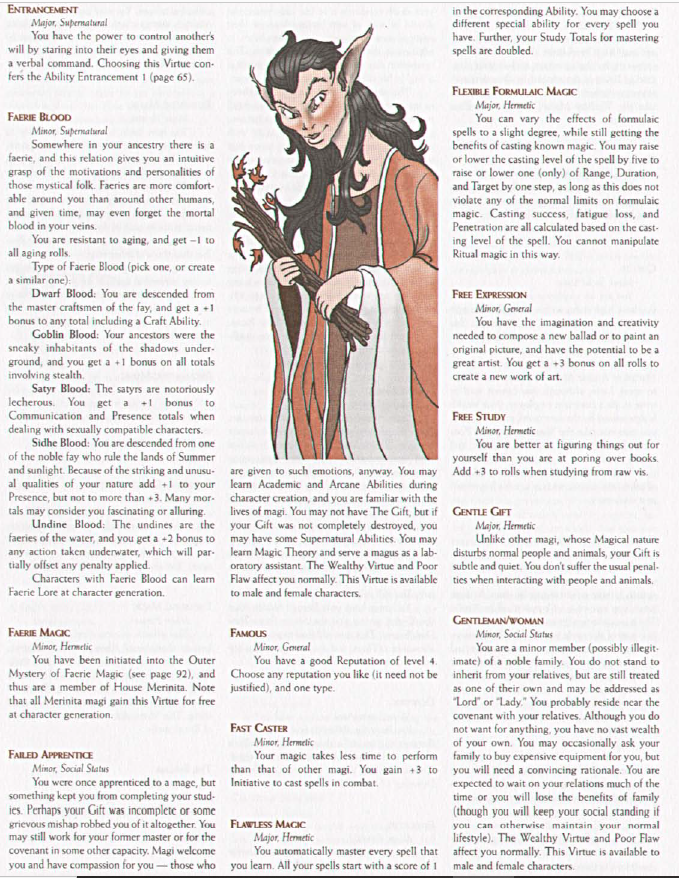 ENTRANCEMENT
Major, Supernatural
You have the power to control another's
will by staring into their eyes and giving them
a verbal command. Choosing this Virtue con-
fers the Ability Entrancement 1 (page 65).
FAERIE BLOOD
Minor, Supernatural
Somewhere in your ancestry there is a
faerie, and this relation gives you an intuitive
grasp of the motivations and personalities of
those mystical folk. Faeries are more comfort-
able around you than around other humans,
and given time, may even forget the mortal
blood in your veins.
You are resistant to aging, and get –1 to
all aging rolls.
Type of Faerie Blood (pick one, or create
a similar one):
Dwarf Blood: You are descended from
the master craftsmen of the fay, and get a +1
bonus to any total including a Craft Ability.
Goblin Blood: Your ancestors were the
sneaky inhabitants of the shadows under-
ground, and you get a +1 bonus on all totals
involving stealth.
Satyr Blood: The satyrs are notoriously
lecherous. You get a +1 bonus to
Communication and Presence totals when
dealing with sexually compatible characters.
Sidhe Blood: You are descended from one
of the noble fay who rule the lands of Summer
and sunlight. Because of the striking and unusu-
al qualities of your nature add +1 to your
Presence, but not to more than +3. Many mor-
tals may consider you fascinating or alluring.
Undine Blood: The undines are the
faeries of the water, and you get a +2 bonus to
any action taken underwater, which will par-
tially offset any penalty applied.
Characters with Faerie Blood can learn
Faerie Lore at character generation.
FAERIE MAGIC
Minor, Hermetic
You have been initiated into the Outer
Mystery of Faerie Magic (see page 92), and
thus are a member of House Merinita. Note
that all Merinita magi gain this Virtue for free
at character generation.
FAILED APPRENTICE
Minor, Social Status
You were once apprenticed to a mage, but
something kept you from completing your stud-
ies. Perhaps your Gift was incomplete or some
grievous mishap robbed you of it altogether. You
may still work for your former master or for the
covenant in some other capacity. Magi welcome
you and have compassion for you — those who
are given to such emotions, anyway. You may
learn Academic and Arcane Abilities during
character creation, and you are familiar with the
lives of magi. You may not have The Gift, but if
your Gift was not completely destroyed, you
may have some Supernatural Abilities. You may
learn Magic Theory and serve a magus as a lab-
oratory assistant. The Wealthy Virtue and Poor
Flaw affect you normally. This Virtue is available
to male and female characters.
FAMOUS
Minor, General
You have a good Reputation of level 4.
Choose any reputation you like (it need not be
justified), and one type.
FAST CASTER
Minor, Hermetic
Your magic takes less time to perform
than that of other magi. You gain +3 to
Initiative to cast spells in combat.
FLAWLESS MAGIC
Major, Hermetic
You automatically master every spell that
you learn. All your spells start with a score of 1
in the corresponding Ability. You may choose a
different special ability for every spell you
have. Further, your Study Totals for mastering
spells are doubled.
FLEXIBLE FORMULAIC MAGIC
Major, Hermetic
You can vary the effects of formulaic
spells to a slight degree, while still getting the
benefits of casting known magic. You may raise
or lower the casting level of the spell by five to
raise or lower one (only) of Range, Duration,
and Target by one step, as long as this does not
violate any of the normal limits on formulaic
magic. Casting success, fatigue loss, and
Penetration are all calculated based on the cast-
ing level of the spell. You cannot manipulate
Ritual magic in this way.
FREE EXPRESSION
Minor, General
You have the imagination and creativity
needed to compose a new ballad or to paint an
original picture, and have the potential to be a
great artist. You get a +3 bonus on all rolls to
create a new work of art.
FREE STUDY
Minor, Hermetic
You are better at figuring things out for
yourself than you are at poring over books.
Add +3 to rolls when studying from raw vis.
GENTLE GIFT
Major, Hermetic
Unlike other magi, whose Magical nature
disturbs normal people and animals, your Gift is
subtle and quiet. You don't suffer the usual penal-
ties when interacting with people and animals.
GENTLEMAN/WOMAN
Minor, Social Status
You are a minor member (possibly illegit-
imate) of a noble family. You do not stand to
inherit from your relatives, but are still treated
as one of their own and may be addressed as
"Lord" or "Lady." You probably reside near the
covenant with your relatives. Although you do
not want for anything, you have no vast wealth
of your own. You may occasionally ask your
family to buy expensive equipment for you, but
you will need a convincing rationale. You are
expected to wait on your relations much of the
time or you will lose the benefits of family
(though you will keep your social standing if
you can otherwise maintain your normal
lifestyle). The Wealthy Virtue and Poor Flaw
affect you normally. This Virtue is available to
male and female characters.